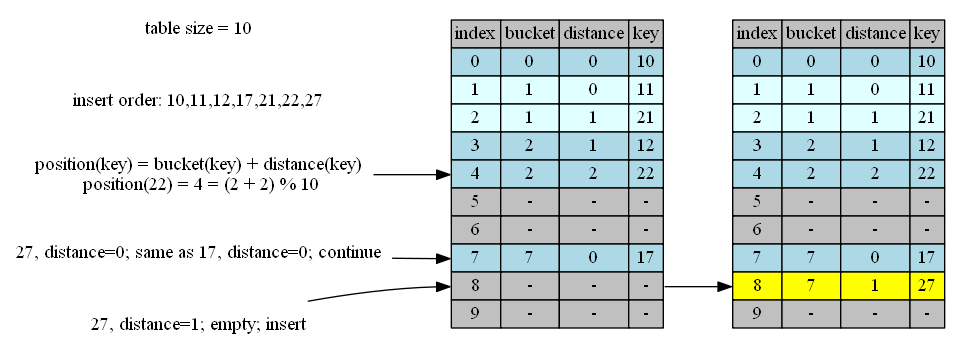 table size = 10
insert order: 10,11,12,17,21,22,27
position(key) = bucket(key) + distance(key)
position(22) = 4 = (2 + 2) % 10
27, distance=0; same as 17, distance=0; continue
27, distance=1; empty; insert
index bucket distance key
0 0 0 10
1 1 0 11
2 1 1 21
3 2 1 12
4 2 2 22
5 - - -
6 - - -
7 7 0 17
8 - - -
9 - - -
index bucket distance key
0 0 0 10
1 1 0 11
2 1 1 21
3 2 1 12
4 2 2 22
5 - - -
6 - - -
7 7 0 17
8 7 1 27
9 - - -